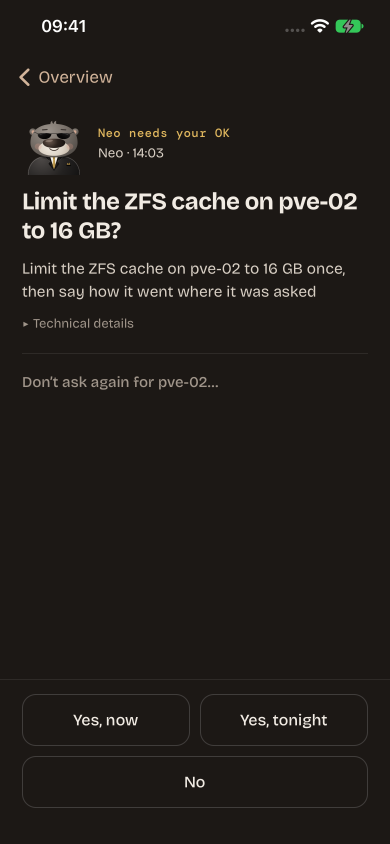 09:41
Overview
Neo needs your OK
Neo · 14:03
Limit the ZFS cache on pve-02
to 16 GB?
Limit the ZFS cache on pve-02 to 16 GB once,
then say how it went where it was asked
▸ Technical details
Don't ask again for pve-02...
Yes, now
Yes, tonight
No